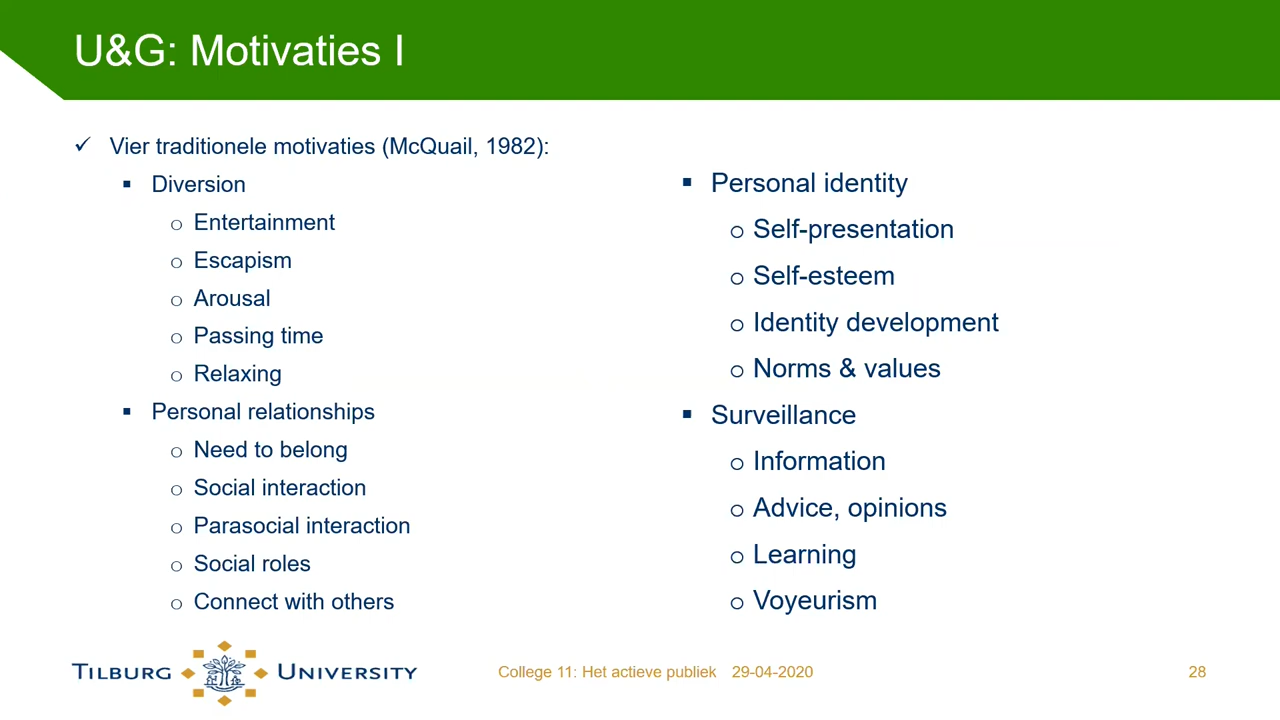 U&G: Motivaties I
✓ Vier traditionele motivaties (McQuail, 1982):
▪ Diversion
o Entertainment
o Escapism
o Arousal
o Passing time
o Relaxing
▪ Personal relationships
o Need to belong
o Social interaction
o Parasocial interaction
o Social roles
o Connect with others
▪ Personal identity
o Self-presentation
o Self-esteem
o Identity development
o Norms & values
▪ Surveillance
o Information
o Advice, opinions
o Learning
o Voyeurism
TILBURG UNIVERSITY
College 11: Het actieve publiek 29-04-2020
28